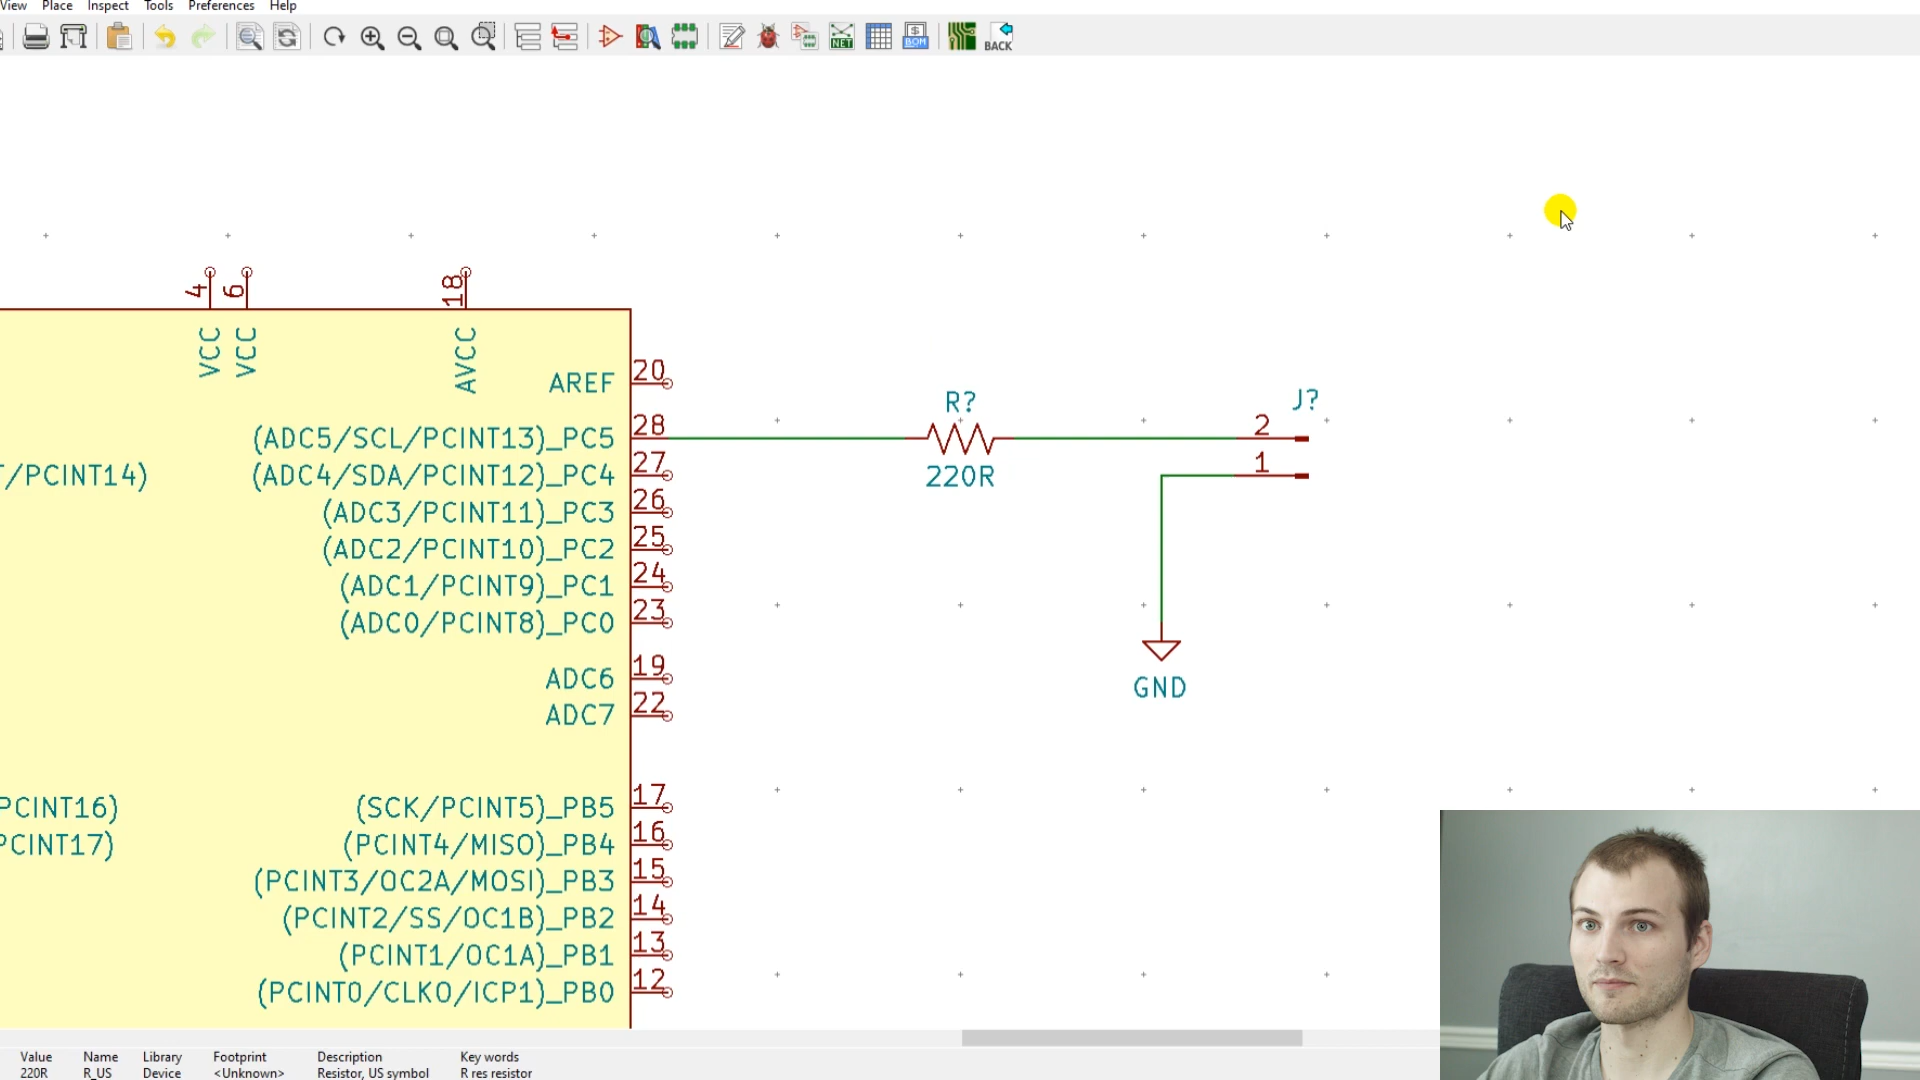 View Place Inspect Tools Preferences Help
NET
$ BOM
BACK
4 6 18
VCC VCC AVCC
AREF 20
(ADC5/SCL/PCINT13)_PC5 28
T/PCINT14) (ADC4/SDA/PCINT12)_PC4 27
(ADC3/PCINT11)_PC3 26
(ADC2/PCINT10)_PC2 25
(ADC1/PCINT9)_PC1 24
(ADC0/PCINT8)_PC0 23
ADC6 19
ADC7 22
PCINT16) (SCK/PCINT5)_PB5 17
PCINT17) (PCINT4/MISO)_PB4 16
(PCINT3/OC2A/MOSI)_PB3 15
(PCINT2/SS/OC1B)_PB2 14
(PCINT1/OC1A)_PB1 13
(PCINT0/CLKO/ICP1)_PB0 12
R?
220R
J?
2
1
GND
Value Name Library Footprint Description Key words
220R R_US Device <Unknown> Resistor, US symbol R res resistor